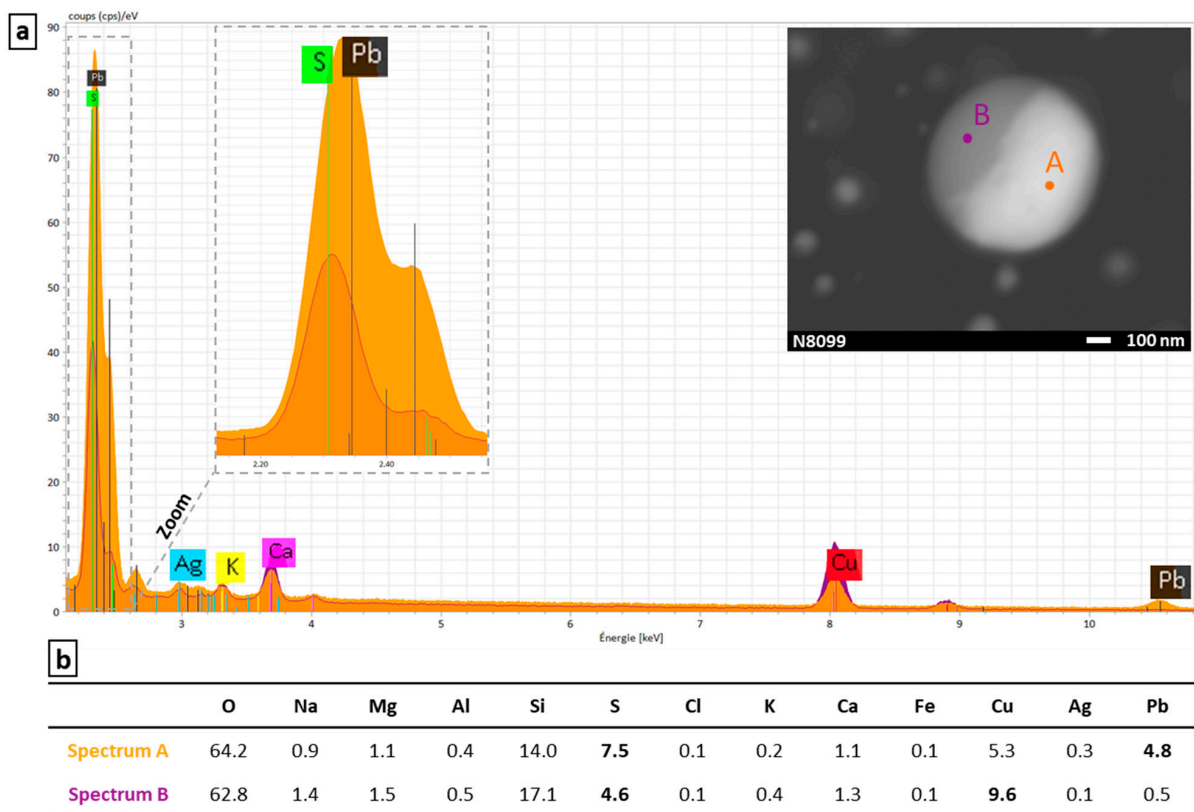 a
coups (cps)/eV
90
80
70
60
50
40
30
20
10
0
Pb
S
S Pb
2.20 2.40
Zoom
B
A
N8099 100 nm
Ag K Ca Cu Pb
3 4 5 6 7 8 9 10
Énergie [keV]
b
O Na Mg Al Si S Cl K Ca Fe Cu Ag Pb
Spectrum A 64.2 0.9 1.1 0.4 14.0 7.5 0.1 0.2 1.1 0.1 5.3 0.3 4.8
Spectrum B 62.8 1.4 1.5 0.5 17.1 4.6 0.1 0.4 1.3 0.1 9.6 0.1 0.5